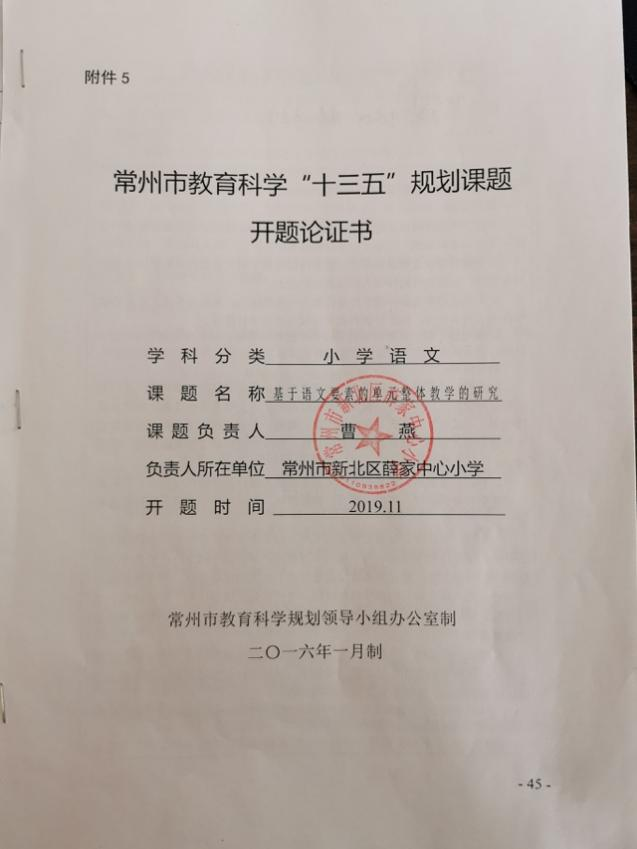 附件 5
常州市教育科学“十三五”规划课题
开题论证书
学科分类 小学语文
课题名称 基于语文要素的单元整体教学的研究
课题负责人 曹燕
负责人所在单位 常州市新北区薛家中心小学
开题时间 2019.11
常州市教育科学规划领导小组办公室制
二〇一六年一月制
- 45 -